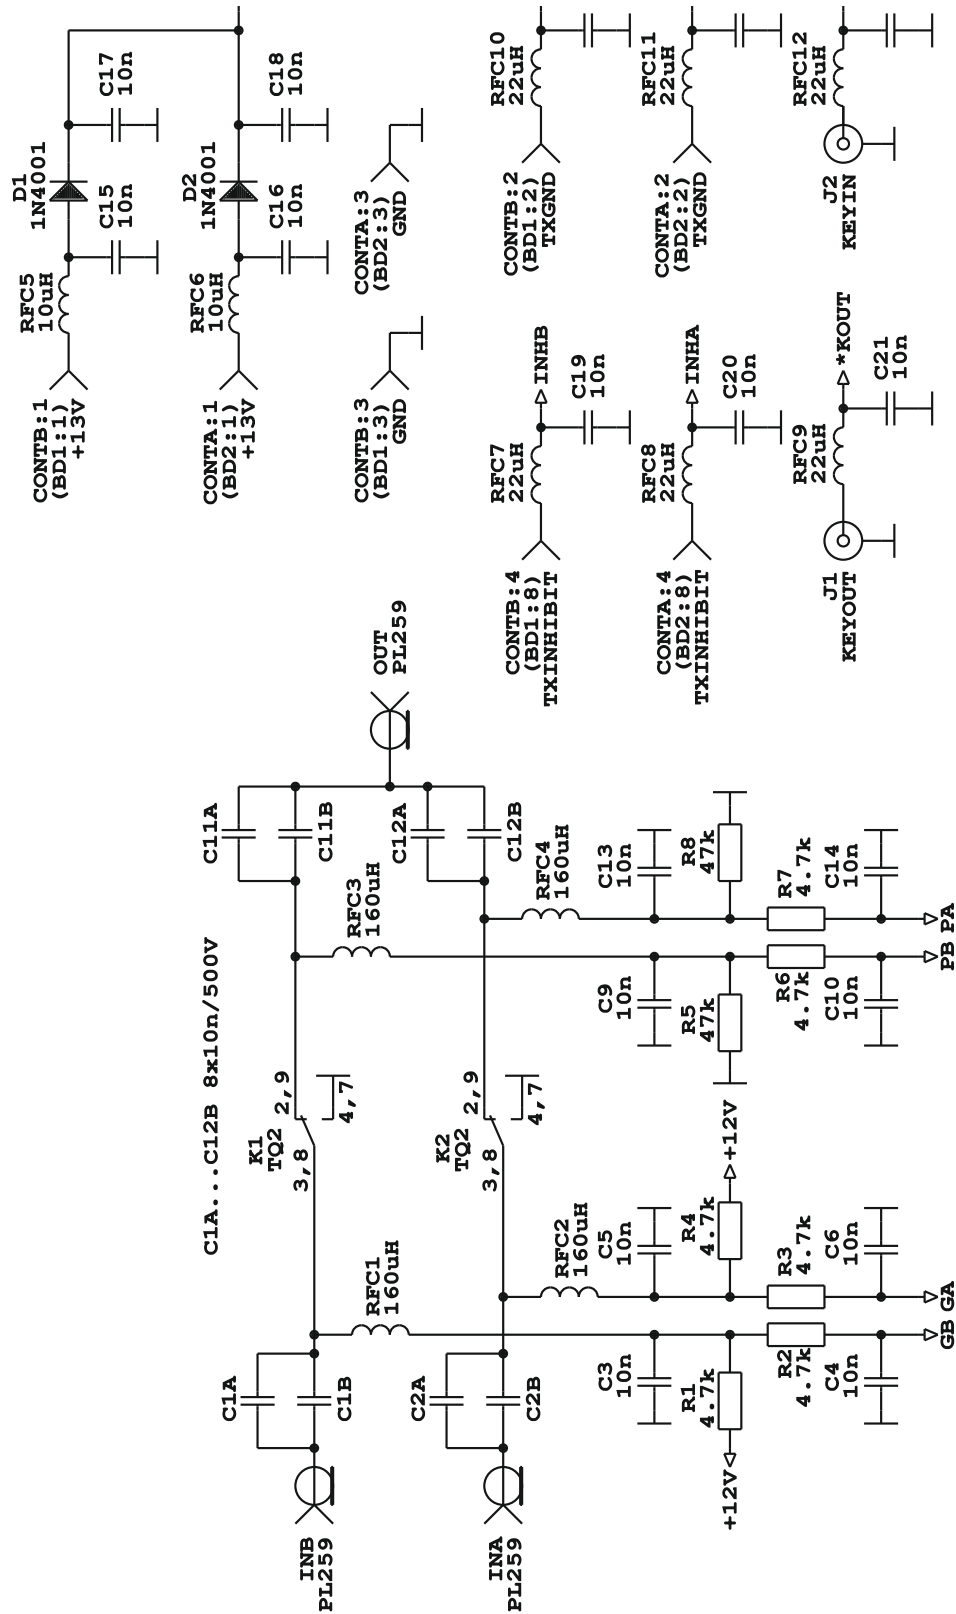 C1A...C12B 8x10n/500V
INB
PL259
C1A
C1B
RFC1
160uH
K1
TQ2
3,8
2,9
4,7
RFC3
160uH
C11A
C11B
OUT
PL259
INA
PL259
C2A
C2B
RFC2
160uH
K2
TQ2
3,8
2,9
4,7
RFC4
160uH
C12A
C12B
C3
10n
C5
10n
C9
10n
C13
10n
+12V
R1
4.7k
R4
4.7k
+12V
R5
47k
R8
47k
R2
4.7k
R3
4.7k
R6
4.7k
R7
4.7k
C4
10n
C6
10n
C10
10n
C14
10n
GB
GA
PB
PA
CONTB:1
(BD1:1)
+13V
RFC5
10uH
C15
10n
D1
1N4001
C17
10n
CONTA:1
(BD2:1)
+13V
RFC6
10uH
C16
10n
D2
1N4001
C18
10n
CONTB:3
(BD1:3)
GND
CONTA:3
(BD2:3)
GND
CONTB:4
(BD1:8)
TXINHIBIT
RFC7
22uH
INHB
C19
10n
CONTB:2
(BD1:2)
TXGND
RFC10
22uH
CONTA:4
(BD2:8)
TXINHIBIT
RFC8
22uH
INHA
C20
10n
CONTA:2
(BD2:2)
TXGND
RFC11
22uH
J1
KEYOUT
RFC9
22uH
*KOUT
C21
10n
J2
KEYIN
RFC12
22uH